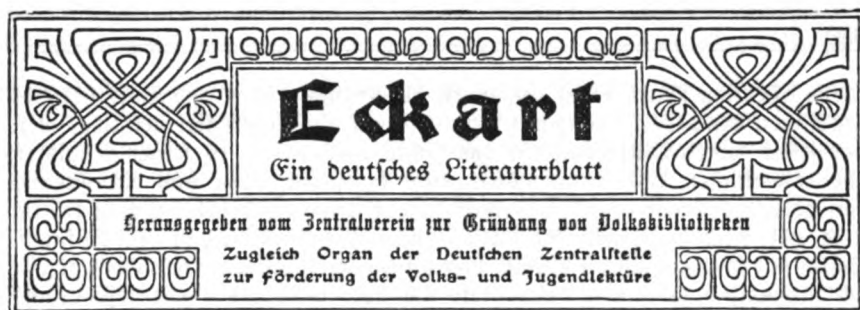 Eckart
Ein deutſches Literaturblatt
Herausgegeben vom Zentralverein zur Gründung von Volksbibliotheken
Zugleich Organ der Deutſchen Zentralſtelle
zur Förderung der Volks- und Jugendlektüre